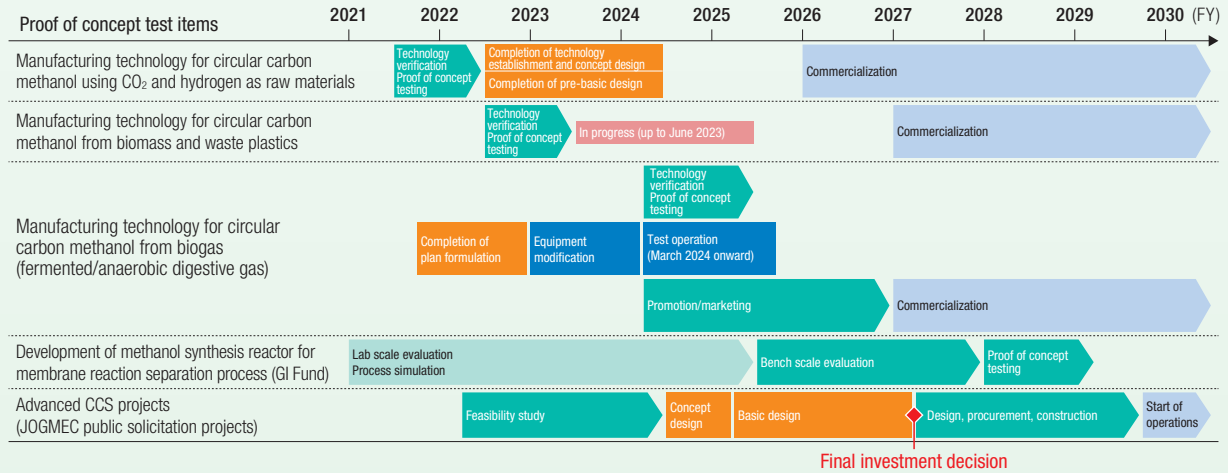 Proof of concept test items
2021 2022 2023 2024 2025 2026 2027 2028 2029 2030 (FY)
Manufacturing technology for circular carbon
methanol using CO₂ and hydrogen as raw materials
Technology
verification
Proof of concept
testing
Completion of technology
establishment and concept design
Completion of pre-basic design
Commercialization
Manufacturing technology for circular carbon
methanol from biomass and waste plastics
Technology
verification
Proof of concept
testing
In progress (up to June 2023)
Commercialization
Manufacturing technology for circular
carbon methanol from biogas
(fermented/anaerobic digestive gas)
Technology
verification
Proof of concept
testing
Completion of
plan formulation
Equipment
modification
Test operation
(March 2024 onward)
Promotion/marketing
Commercialization
Development of methanol synthesis reactor for
membrane reaction separation process (GI Fund)
Lab scale evaluation
Process simulation
Bench scale evaluation
Proof of concept
testing
Advanced CCS projects
(JOGMEC public solicitation projects)
Feasibility study
Concept
design
Basic design
Design, procurement, construction
Start of
operations
Final investment decision